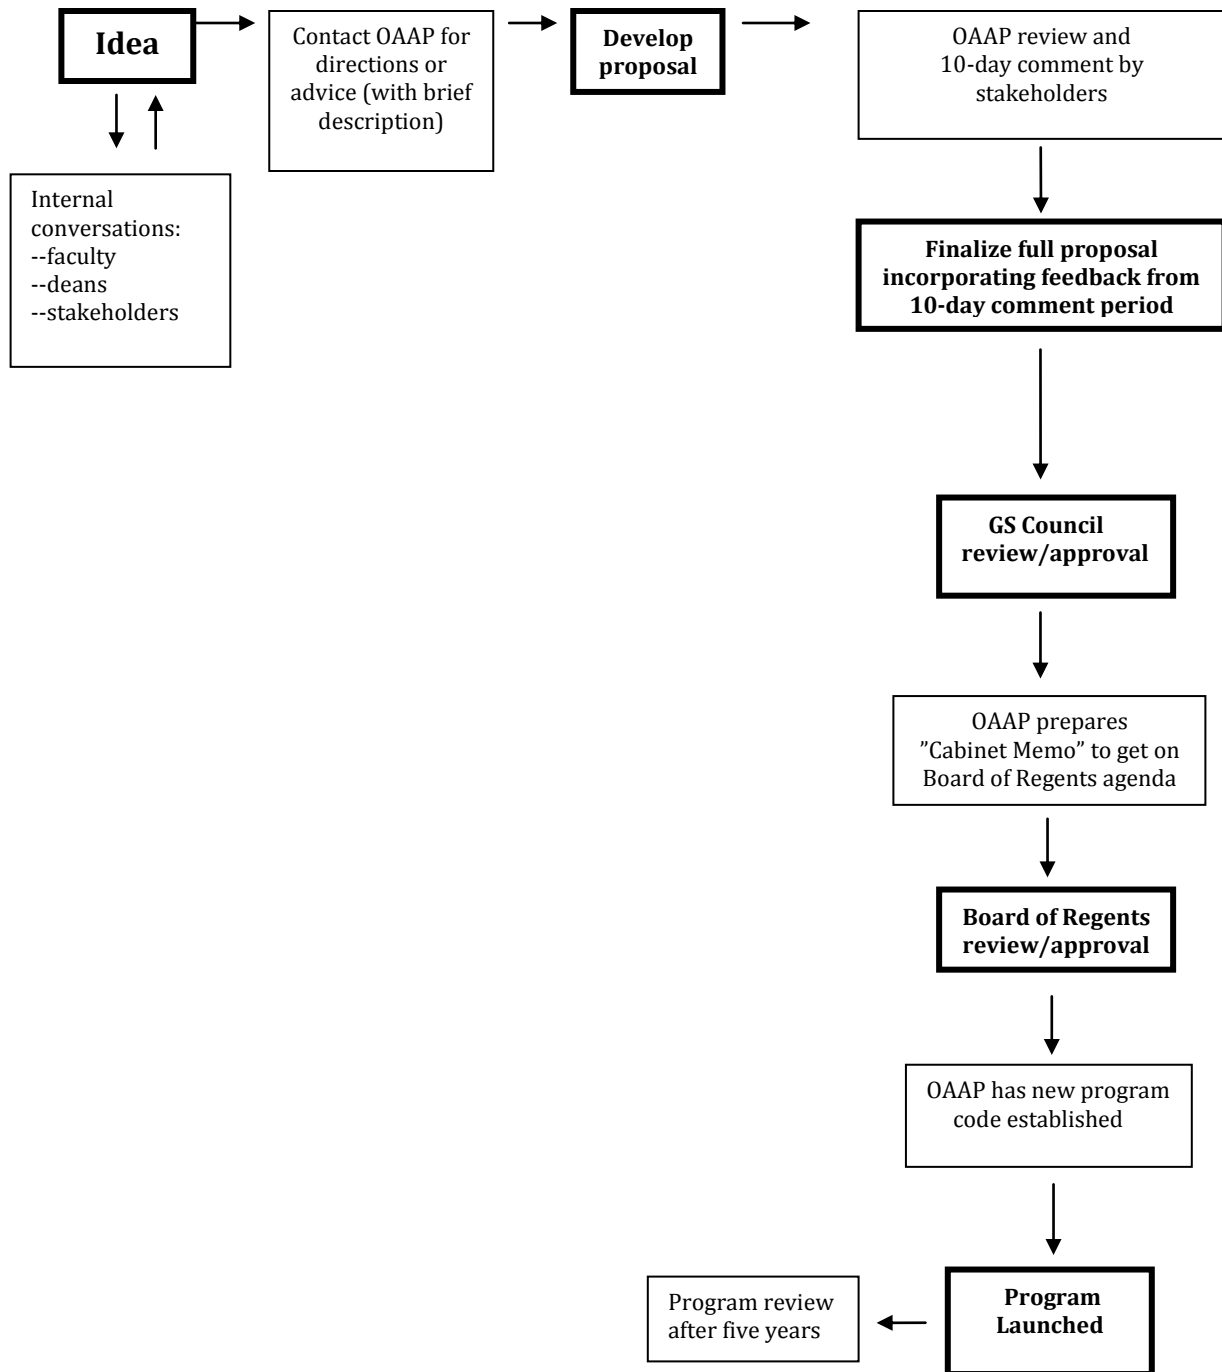 Idea
Contact OAAP for
directions or
advice (with brief
description)
Develop
proposal
OAAP review and
10-day comment by
stakeholders
Internal
conversations:
--faculty
--deans
--stakeholders
Finalize full proposal
incorporating feedback from
10-day comment period
GS Council
review/approval
OAAP prepares
”Cabinet Memo” to get on
Board of Regents agenda
Board of Regents
review/approval
OAAP has new program
code established
Program
Launched
Program review
after five years